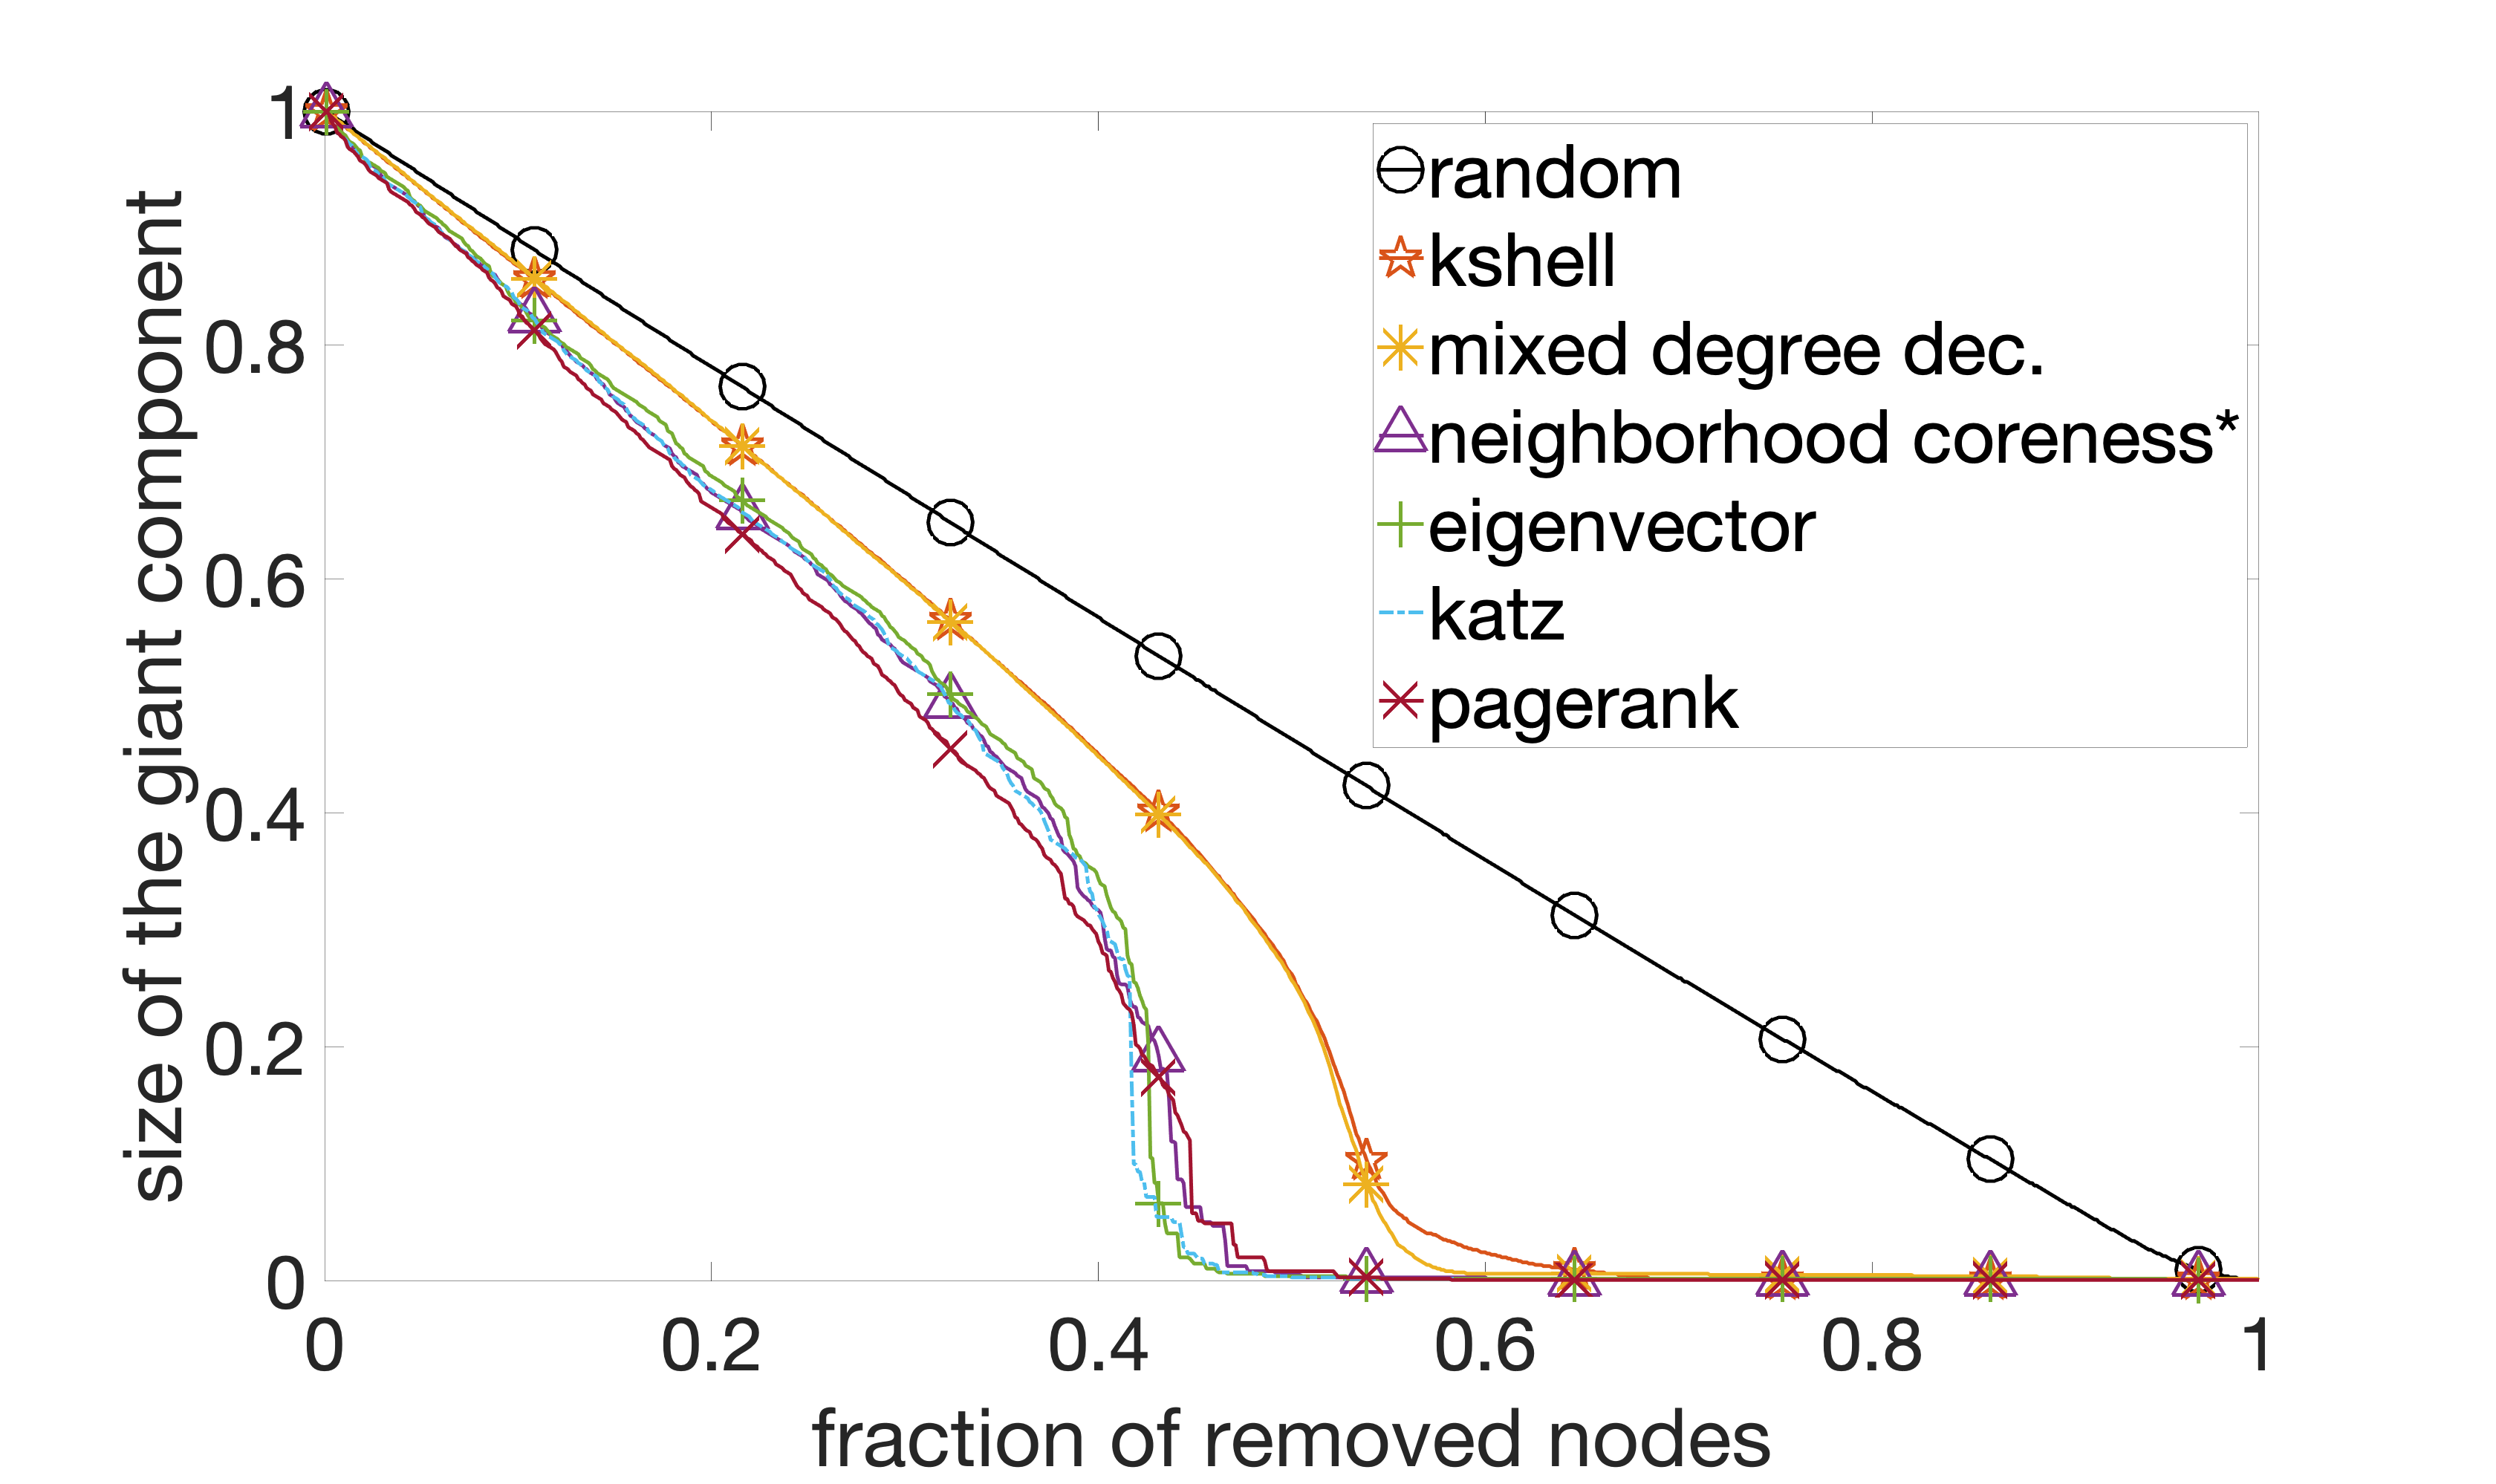 size of the giant component
1
0.8
0.6
0.4
0.2
0
0
0.2
0.4
0.6
0.8
1
fraction of removed nodes
random
kshell
mixed degree dec.
neighborhood coreness*
eigenvector
katz
pagerank